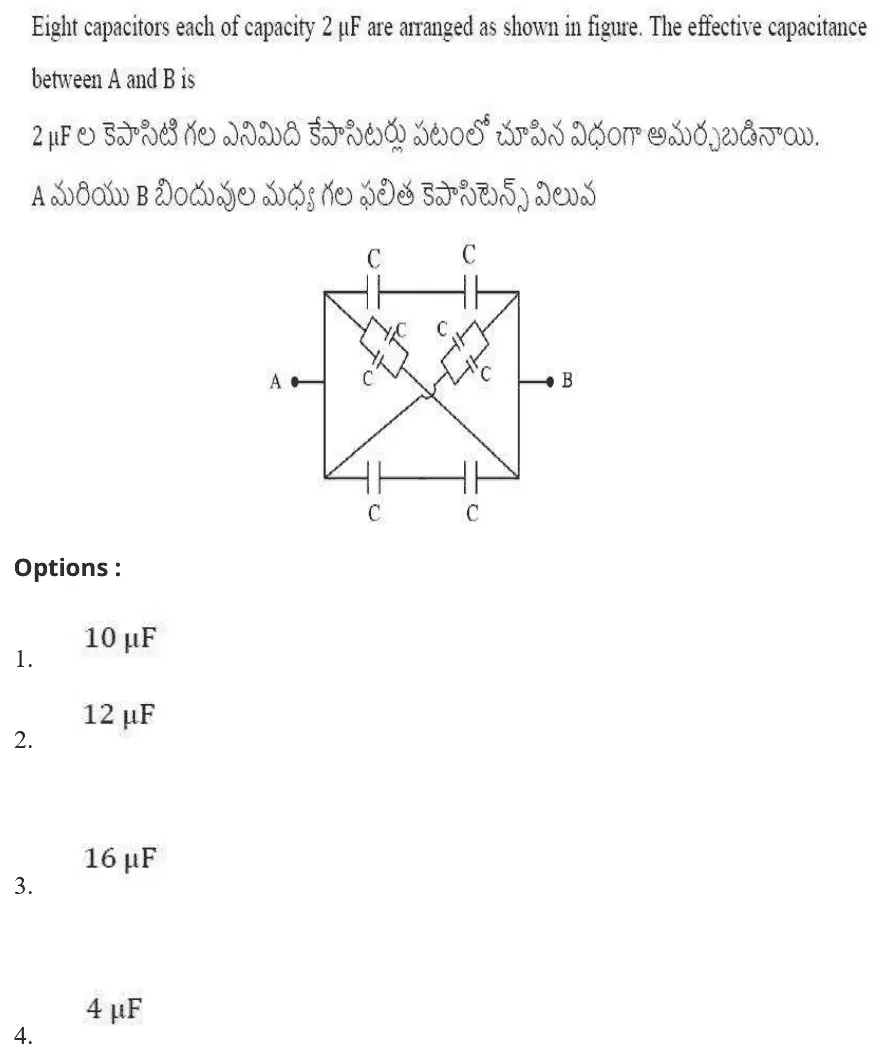 Eight capacitors each of capacity 2 μF are arranged as shown in figure. The effective capacitance
between A and B is
2 μF ల కెపాసిటి గల ఎనిమిది కేపాసిటర్లు పటంలో చూపిన విధంగా అమర్చబడినాయి.
A మరియు B బిందువుల మధ్య గల ఫలిత కెపాసిటెన్స్ విలువ
C C
C C
C C
A B
C C
Options :
1. 10 μF
2. 12 μF
3. 16 μF
4. 4 μF